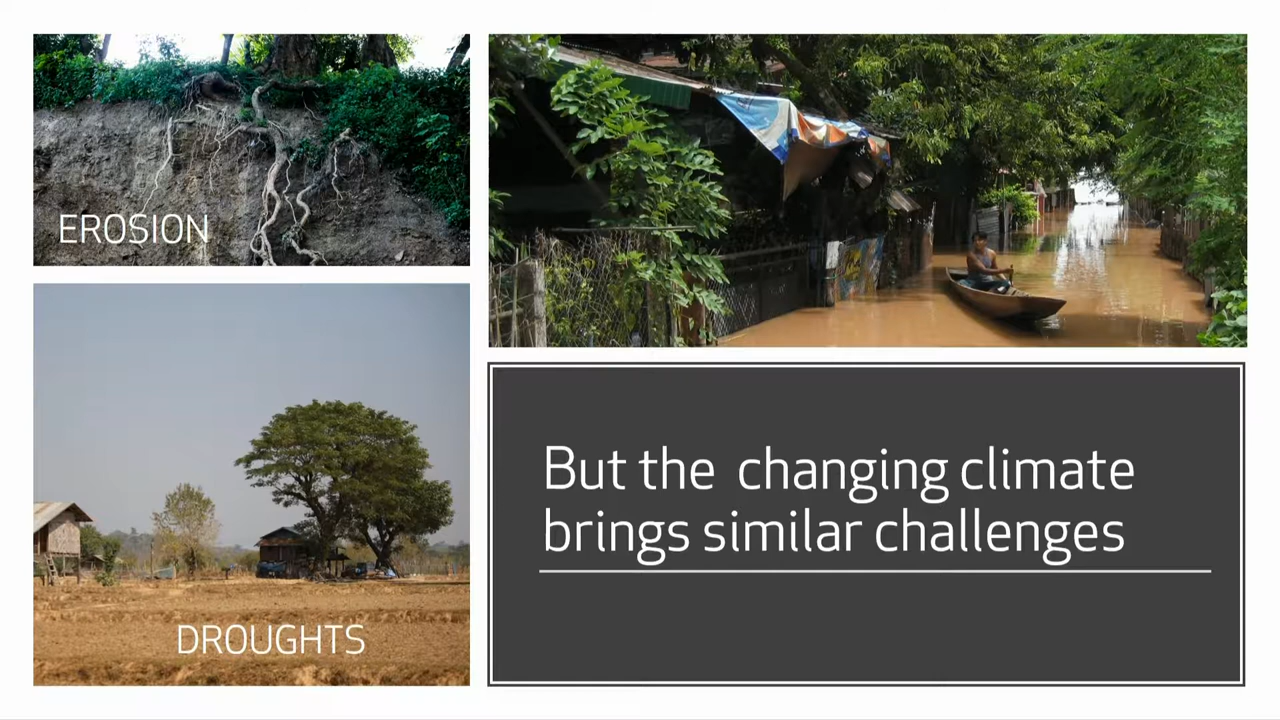 EROSION
DROUGHTS
But the changing climate
brings similar challenges